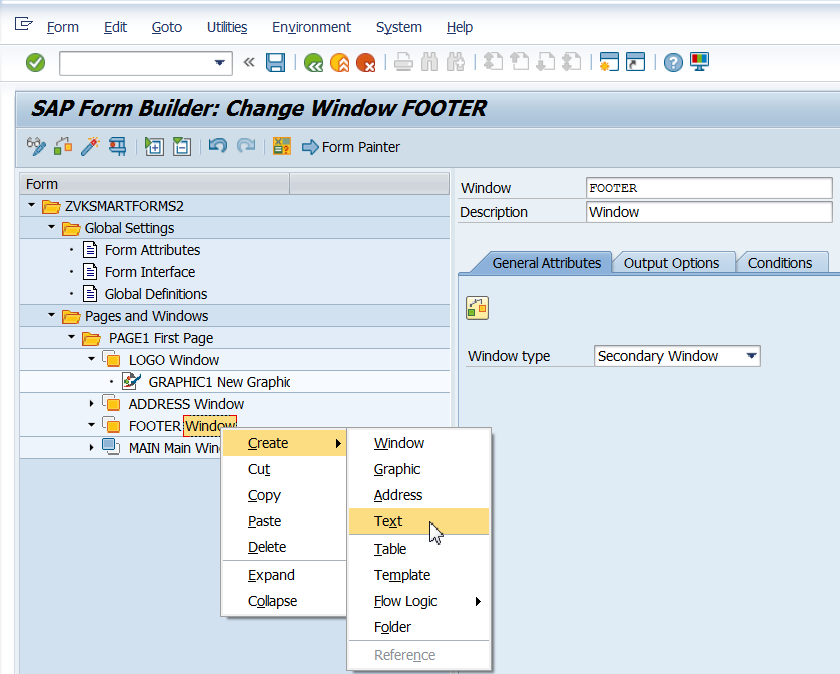 Form Edit Goto Utilities Environment System Help
SAP Form Builder: Change Window FOOTER
Form Painter
Form
ZVKSMARTFORMS2
Global Settings
Form Attributes
Form Interface
Global Definitions
Pages and Windows
PAGE1 First Page
LOGO Window
GRAPHIC1 New Graphic
ADDRESS Window
FOOTER Window
MAIN Main Win
Create
Cut
Copy
Paste
Delete
Expand
Collapse
Window
Graphic
Address
Text
Table
Template
Flow Logic
Folder
Reference
Window FOOTER
Description Window
General Attributes Output Options Conditions
Window type Secondary Window